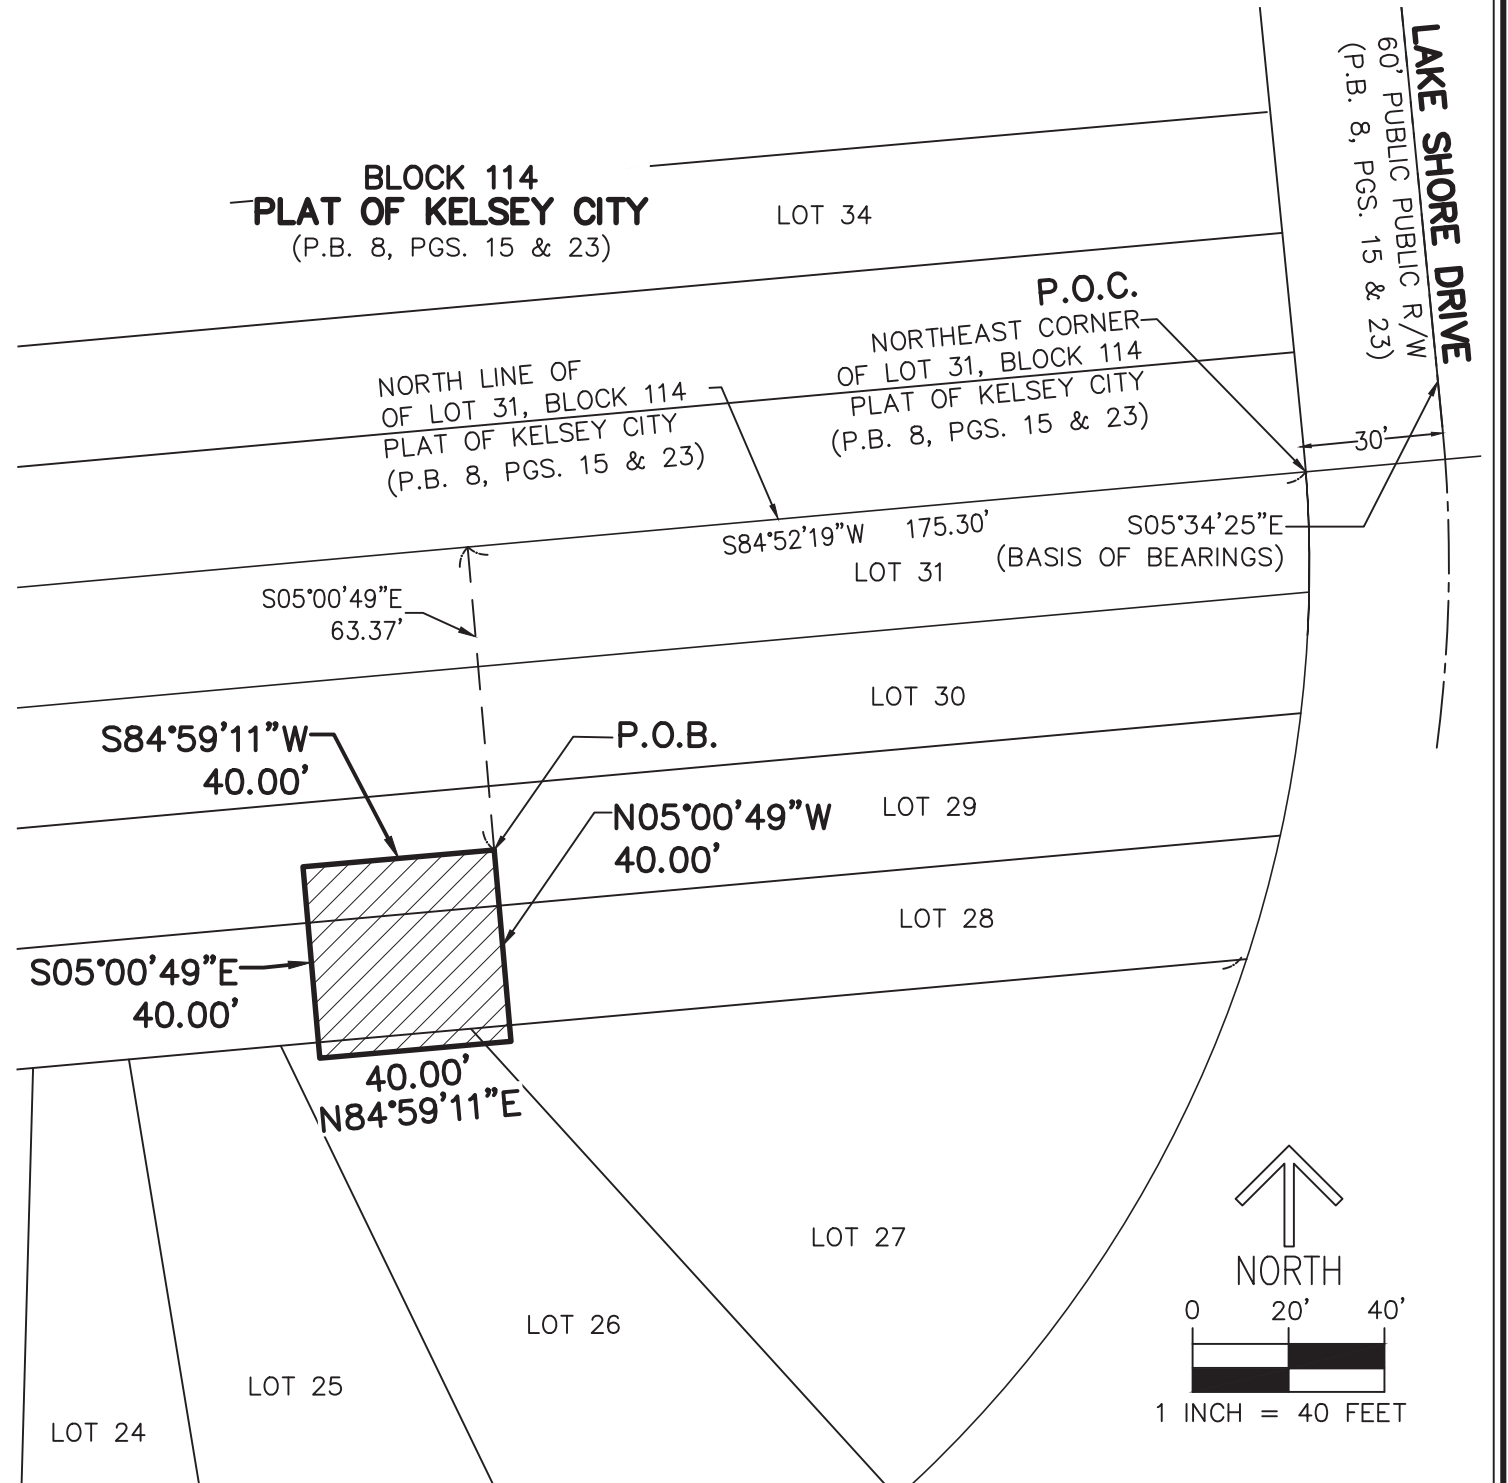 LAKE SHORE DRIVE
60' PUBLIC PUBLIC R/W
(P.B. 8, PGS. 15 & 23)
BLOCK 114
PLAT OF KELSEY CITY
(P.B. 8, PGS. 15 & 23)
LOT 34
P.O.C.
NORTHEAST CORNER
OF LOT 31, BLOCK 114
PLAT OF KELSEY CITY
(P.B. 8, PGS. 15 & 23)
NORTH LINE OF
OF LOT 31, BLOCK 114
PLAT OF KELSEY CITY
(P.B. 8, PGS. 15 & 23)
30'
S84°52'19"W 175.30'
S05°34'25"E
(BASIS OF BEARINGS)
LOT 31
S05°00'49"E
63.37'
LOT 30
S84°59'11"W
40.00'
P.O.B.
N05°00'49"W
40.00'
LOT 29
LOT 28
S05°00'49"E
40.00'
40.00'
N84°59'11"E
LOT 27
LOT 26
LOT 25
LOT 24
NORTH
0 20' 40'
1 INCH = 40 FEET